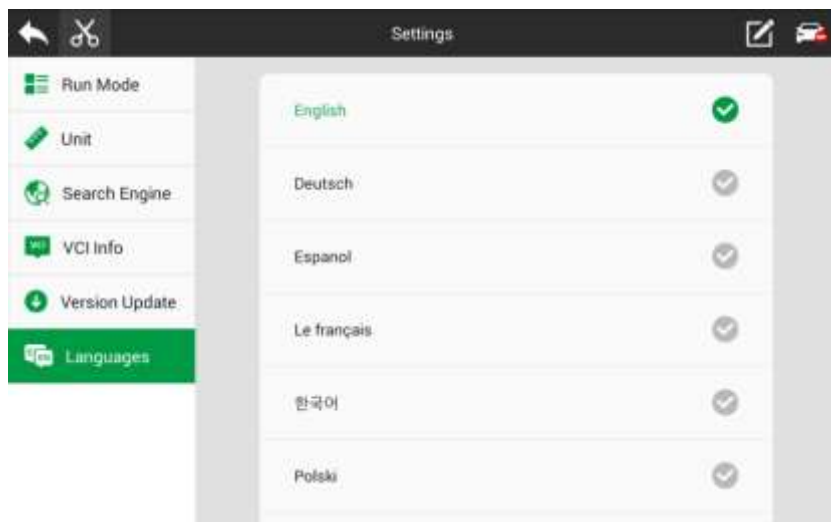 Settings
Run Mode
Unit
Search Engine
VCI Info
Version Update
Languages
English
Deutsch
Espanol
Le français
한국어
Polski